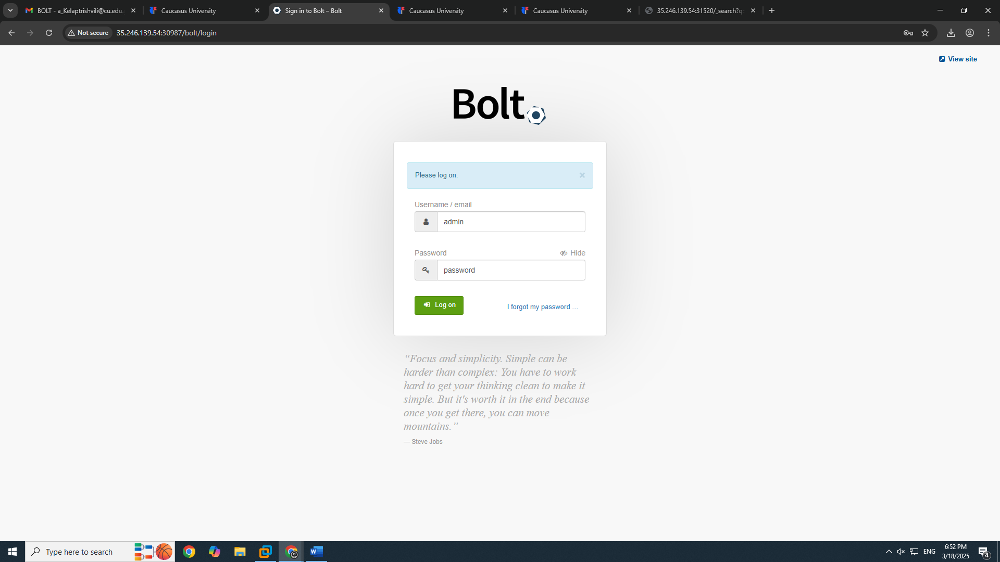 BOLT - a_Kelaptrishvili@cu.edu.
Caucasus University
Sign in to Bolt – Bolt
Caucasus University
Caucasus University
35.246.139.54:31520/_search?q
Not secure
35.246.139.54:30987/bolt/login
View site
Bolt
Please log on.
Username / email
admin
Password
Hide
password
Log on
I forgot my password …
“Focus and simplicity. Simple can be
harder than complex: You have to work
hard to get your thinking clean to make it
simple. But it's worth it in the end because
once you get there, you can move
mountains.”
— Steve Jobs
Type here to search
W
ENG
6:52 PM
3/18/2025
4